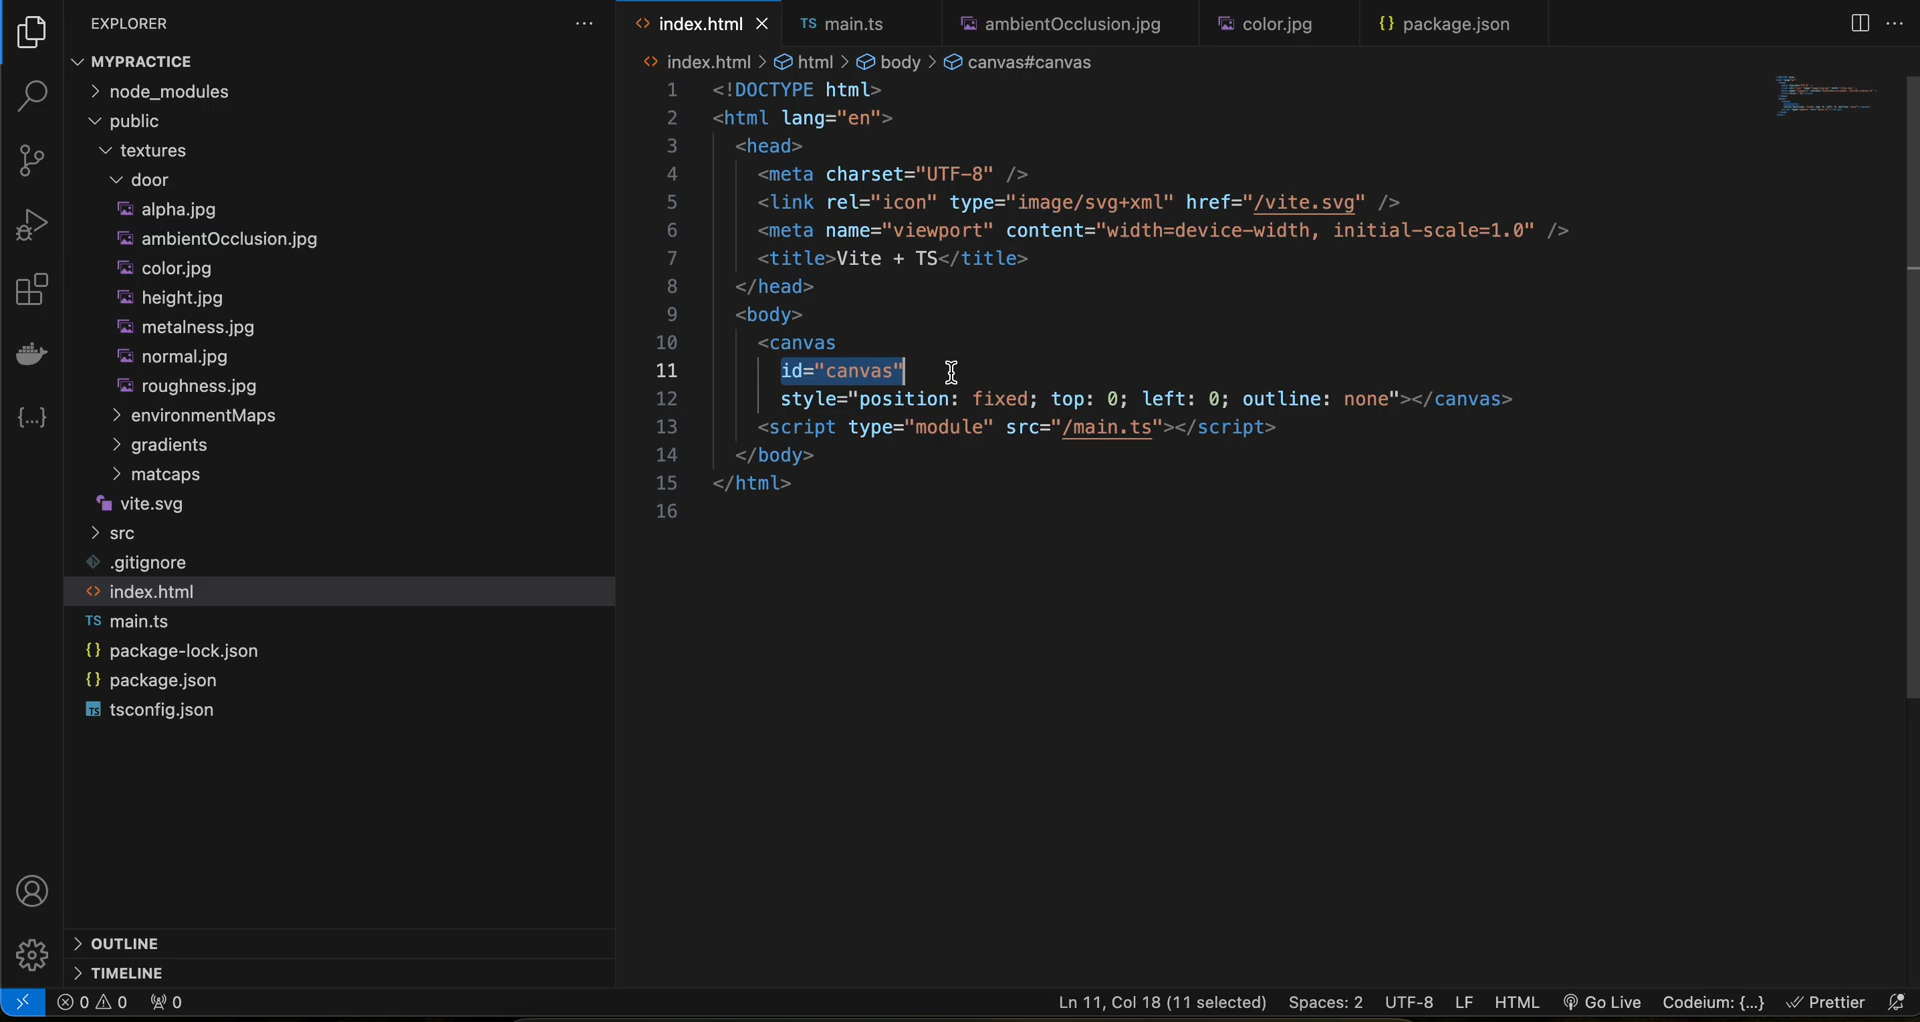 EXPLORER
MYPRACTICE
node_modules
public
textures
door
alpha.jpg
ambientOcclusion.jpg
color.jpg
height.jpg
metalness.jpg
normal.jpg
roughness.jpg
environmentMaps
gradients
matcaps
vite.svg
src
.gitignore
index.html
TS main.ts
{} package-lock.json
{} package.json
TS tsconfig.json
OUTLINE
TIMELINE
<> index.html
TS main.ts
ambientOcclusion.jpg
color.jpg
{} package.json
<> index.html > html > body > canvas#canvas
1 <!DOCTYPE html>
2 <html lang="en">
3 <head>
4 <meta charset="UTF-8" />
5 <link rel="icon" type="image/svg+xml" href="/vite.svg" />
6 <meta name="viewport" content="width=device-width, initial-scale=1.0" />
7 <title>Vite + TS</title>
8 </head>
9 <body>
10 <canvas
11 id="canvas"
12 style="position: fixed; top: 0; left: 0; outline: none"></canvas>
13 <script type="module" src="/main.ts"></script>
14 </body>
15 </html>
16
0 0 0 Ln 11, Col 18 (11 selected) Spaces: 2 UTF-8 LF HTML Go Live Codeium: {...} Prettier